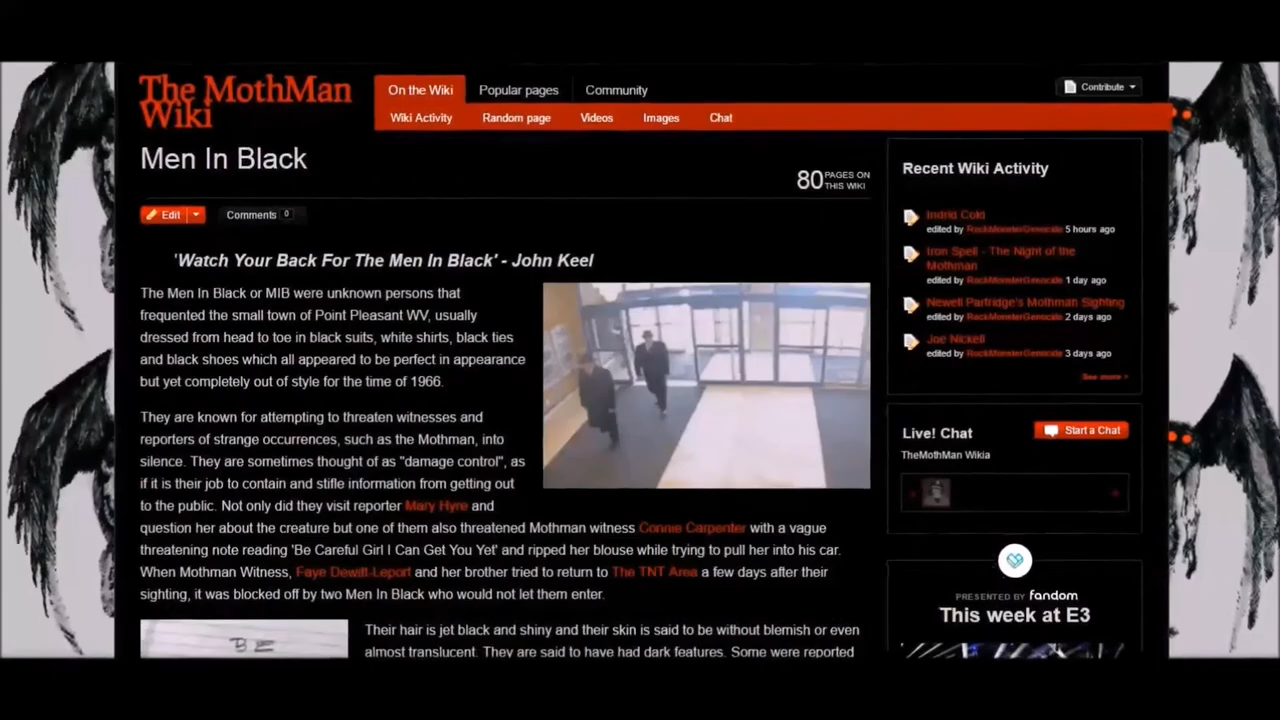 The MothMan
Wiki
On the Wiki
Popular pages
Community
Contribute
Wiki Activity
Random page
Videos
Images
Chat
Men In Black
80 PAGES ON
THIS WIKI
Edit
Comments 0
'Watch Your Back For The Men In Black' - John Keel
The Men In Black or MIB were unknown persons that
frequented the small town of Point Pleasant WV, usually
dressed from head to toe in black suits, white shirts, black ties
and black shoes which all appeared to be perfect in appearance
but yet completely out of style for the time of 1966.
They are known for attempting to threaten witnesses and
reporters of strange occurrences, such as the Mothman, into
silence. They are sometimes thought of as "damage control", as
if it is their job to contain and stifle information from getting out
to the public. Not only did they visit reporter Mary Hyre and
question her about the creature but one of them also threatened Mothman witness Connie Carpenter with a vague
threatening note reading 'Be Careful Girl I Can Get You Yet' and ripped her blouse while trying to pull her into his car.
When Mothman Witness, Faye Dewitt-Leport and her brother tried to return to The TNT Area a few days after their
sighting, it was blocked off by two Men In Black who would not let them enter.
BE
Their hair is jet black and shiny and their skin is said to be without blemish or even
almost translucent. They are said to have had dark features. Some were reported
Recent Wiki Activity
Indrid Cold
edited by RockMonsterGenocide 5 hours ago
Iron Spell - The Night of the
Mothman
edited by RockMonsterGenocide 1 day ago
Newell Partridge's Mothman Sighting
edited by RockMonsterGenocide 2 days ago
Joe Nickell
edited by RockMonsterGenocide 3 days ago
See more >
Live! Chat
Start a Chat
TheMothMan Wikia
PRESENTED BY fandom
This week at E3